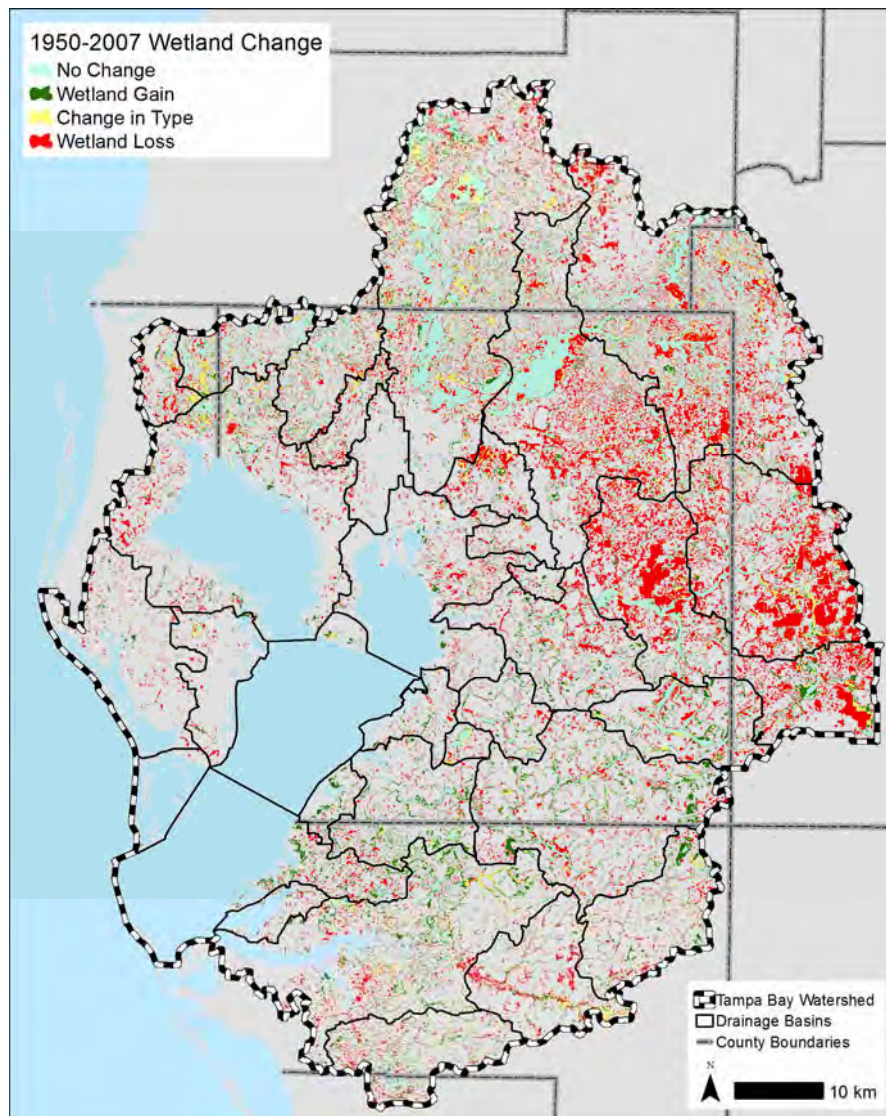 1950-2007 Wetland Change
No Change
Wetland Gain
Change in Type
Wetland Loss
Tampa Bay Watershed
Drainage Basins
County Boundaries
N
10 km